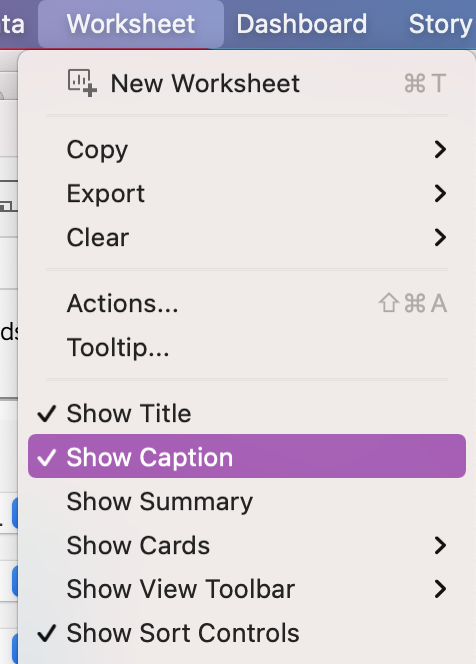 ta Worksheet Dashboard Story
New Worksheet ⌘ T
Copy
Export
Clear
Actions... ⇧⌘ A
Tooltip...
ds
✓ Show Title
✓ Show Caption
Show Summary
Show Cards
Show View Toolbar
✓ Show Sort Controls